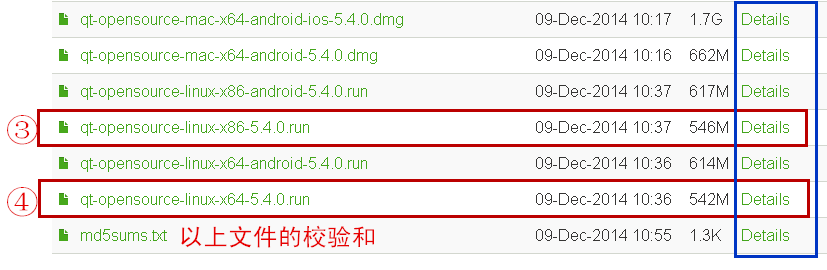 qt-opensource-mac-x64-android-ios-5.4.0.dmg 09-Dec-2014 10:17 1.7G Details
qt-opensource-mac-x64-android-5.4.0.dmg 09-Dec-2014 10:16 662M Details
qt-opensource-linux-x86-android-5.4.0.run 09-Dec-2014 10:37 617M Details
③ qt-opensource-linux-x86-5.4.0.run 09-Dec-2014 10:37 546M Details
qt-opensource-linux-x64-android-5.4.0.run 09-Dec-2014 10:36 614M Details
④ qt-opensource-linux-x64-5.4.0.run 09-Dec-2014 10:36 542M Details
md5sums.txt 以上文件的校验和 09-Dec-2014 10:55 1.3K Details